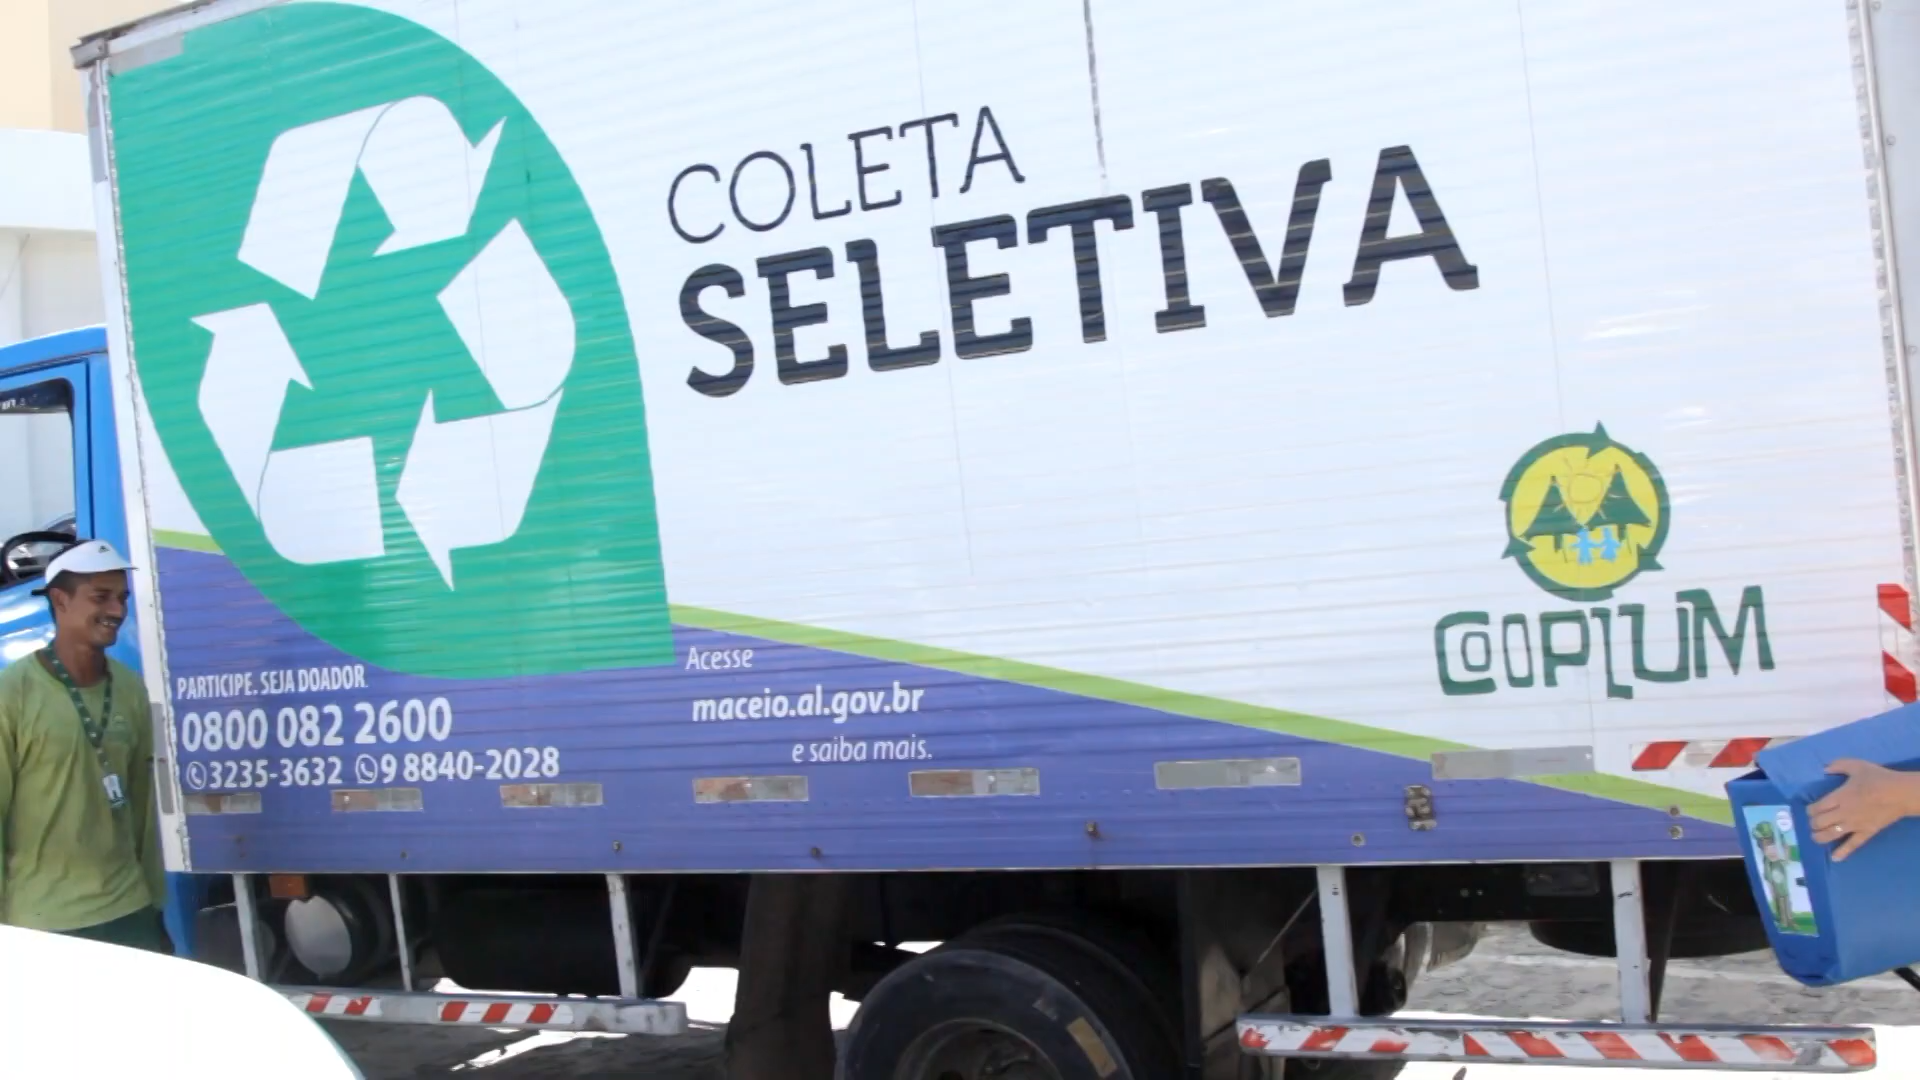 COLETA
SELETIVA
COOPLUM
PARTICIPE. SEJA DOADOR.
0800 082 2600
3235-3632 9 8840-2028
Acesse
maceio.al.gov.br
e saiba mais.